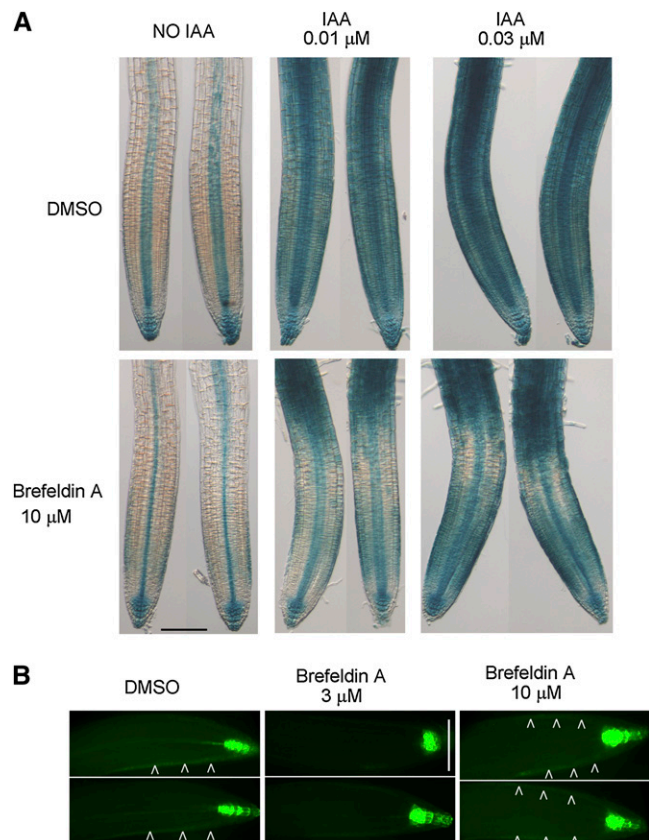 A
NO IAA
IAA
0.01 µM
IAA
0.03 µM
DMSO
Brefeldin A
10 µM
B
DMSO
Brefeldin A
3 µM
Brefeldin A
10 µM